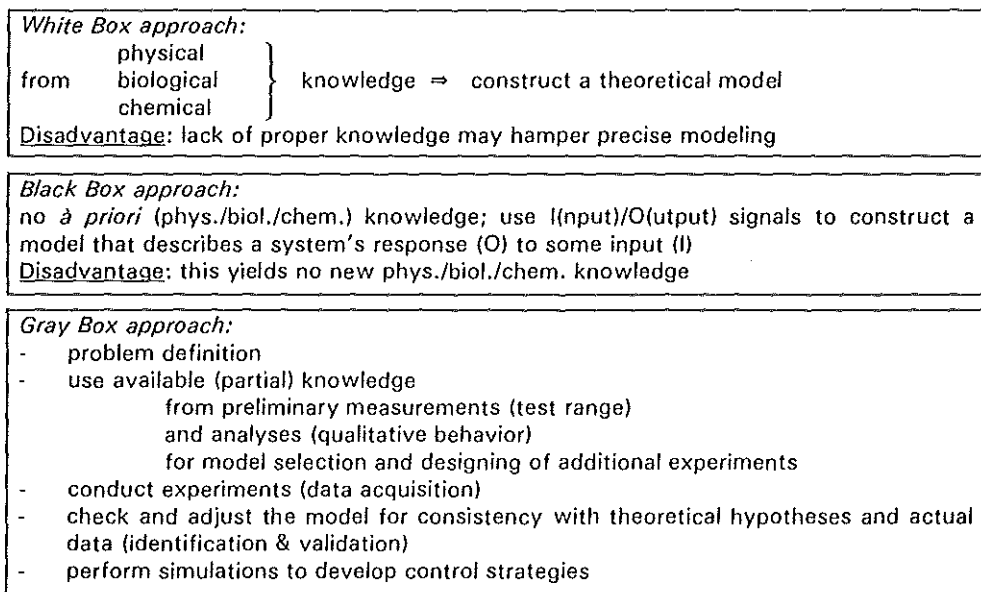 White Box approach:
physical
from biological } knowledge ⇒ construct a theoretical model
chemical
Disadvantage: lack of proper knowledge may hamper precise modeling
Black Box approach:
no à priori (phys./biol./chem.) knowledge; use I(nput)/O(utput) signals to construct a
model that describes a system's response (O) to some input (I)
Disadvantage: this yields no new phys./biol./chem. knowledge
Gray Box approach:
- problem definition
- use available (partial) knowledge
from preliminary measurements (test range)
and analyses (qualitative behavior)
for model selection and designing of additional experiments
- conduct experiments (data acquisition)
- check and adjust the model for consistency with theoretical hypotheses and actual
data (identification & validation)
- perform simulations to develop control strategies